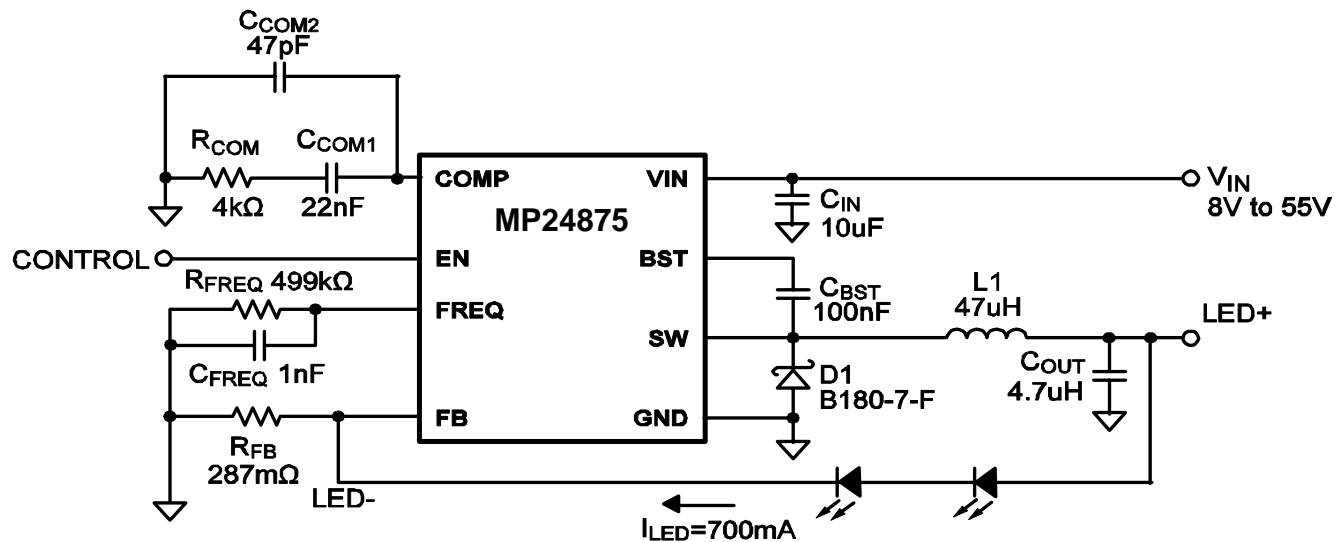 CCOM2
47pF
RCOM
CCOM1
4kΩ
22nF
COMP
VIN
MP24875
VIN
8V to 55V
CIN
10uF
CONTROL
EN
BST
RFREQ 499kΩ
FREQ
CBST
100nF
L1
47uH
LED+
SW
CFREQ 1nF
D1
B180-7-F
COUT
4.7uH
FB
GND
RFB
287mΩ
LED-
ILED=700mA